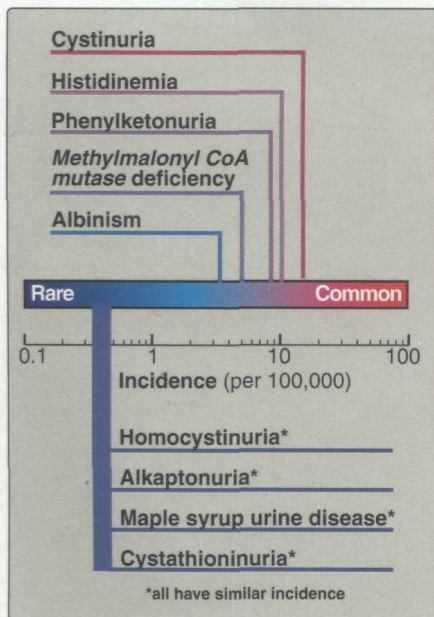 Cystinuria
Histidinemia
Phenylketonuria
Methylmalonyl CoA
mutase deficiency
Albinism
Rare Common
0.1 1 10 100
Incidence (per 100,000)
Homocystinuria*
Alkaptonuria*
Maple syrup urine disease*
Cystathioninuria*
*all have similar incidence